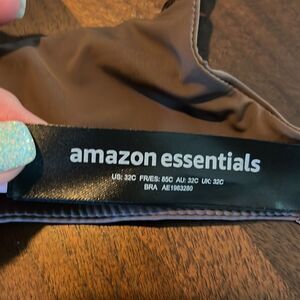 amazon essentials
US: 32C FR/ES: 85C AU: 32C UK: 32C
BRA AE1963280